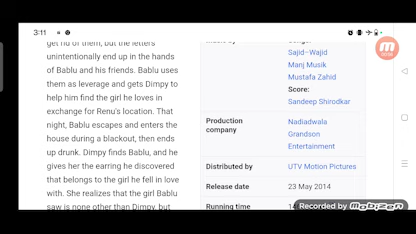 3:11
get rid of them, but the letters
unintentionally end up in the hands
of Bablu and his friends. Bablu uses
them as leverage and gets Dimpy to
help him find the girl he loves in
exchange for Renu's location. That
night, Bablu escapes and enters the
house during a blackout, then ends
up drunk. Dimpy finds Bablu, and he
gives her the earring he discovered
that belongs to the girl he fell in love
with. She realizes that the girl Bablu
saw is none other than Dimpy, but
Music by
Songs:
Sajid–Wajid
Manj Musik
Mustafa Zahid
Score:
Sandeep Shirodkar
Production
company
Nadiadwala
Grandson
Entertainment
Distributed by
UTV Motion Pictures
Release date
23 May 2014
Running time
Recorded by
mobizen